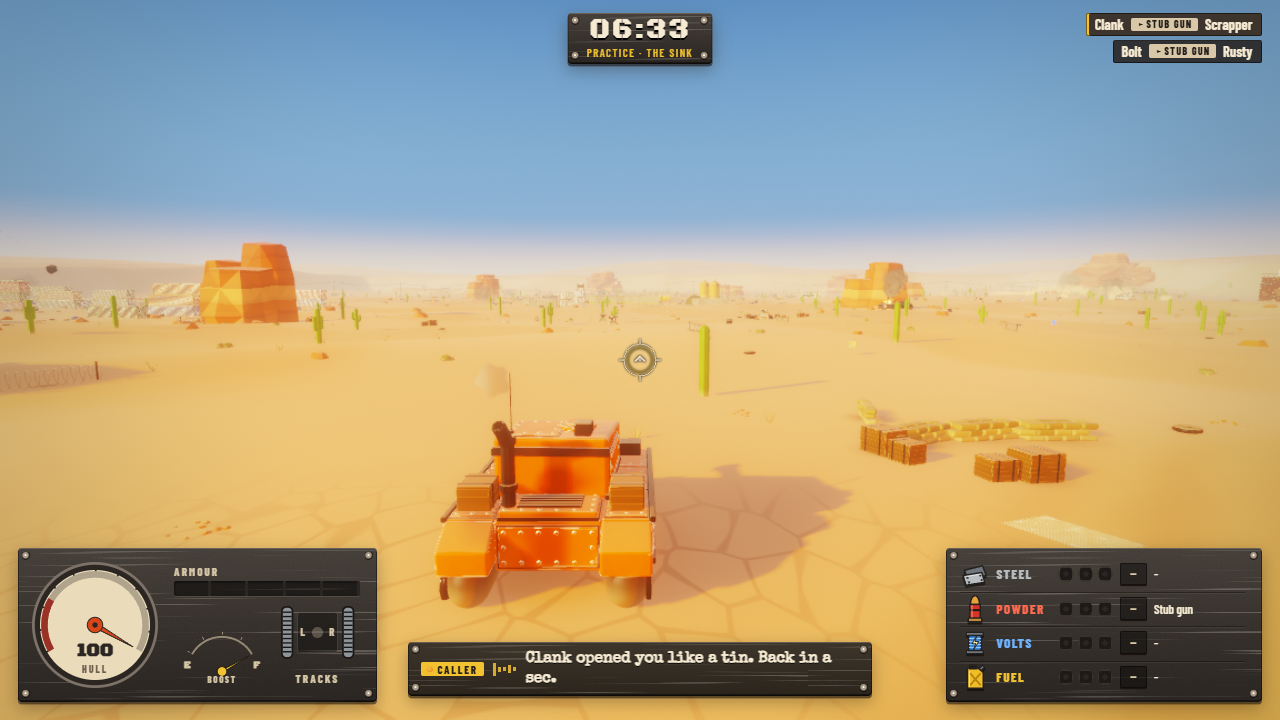 06:33
PRACTICE - THE SINK
Clank STUB GUN Scrapper
Bolt STUB GUN Rusty
ARMOUR
100
HULL
E F
BOOST
L R
TRACKS
CALLER
Clank opened you like a tin. Back in a
sec.
STEEL - -
POWDER - Stub gun
VOLTS - -
FUEL - -